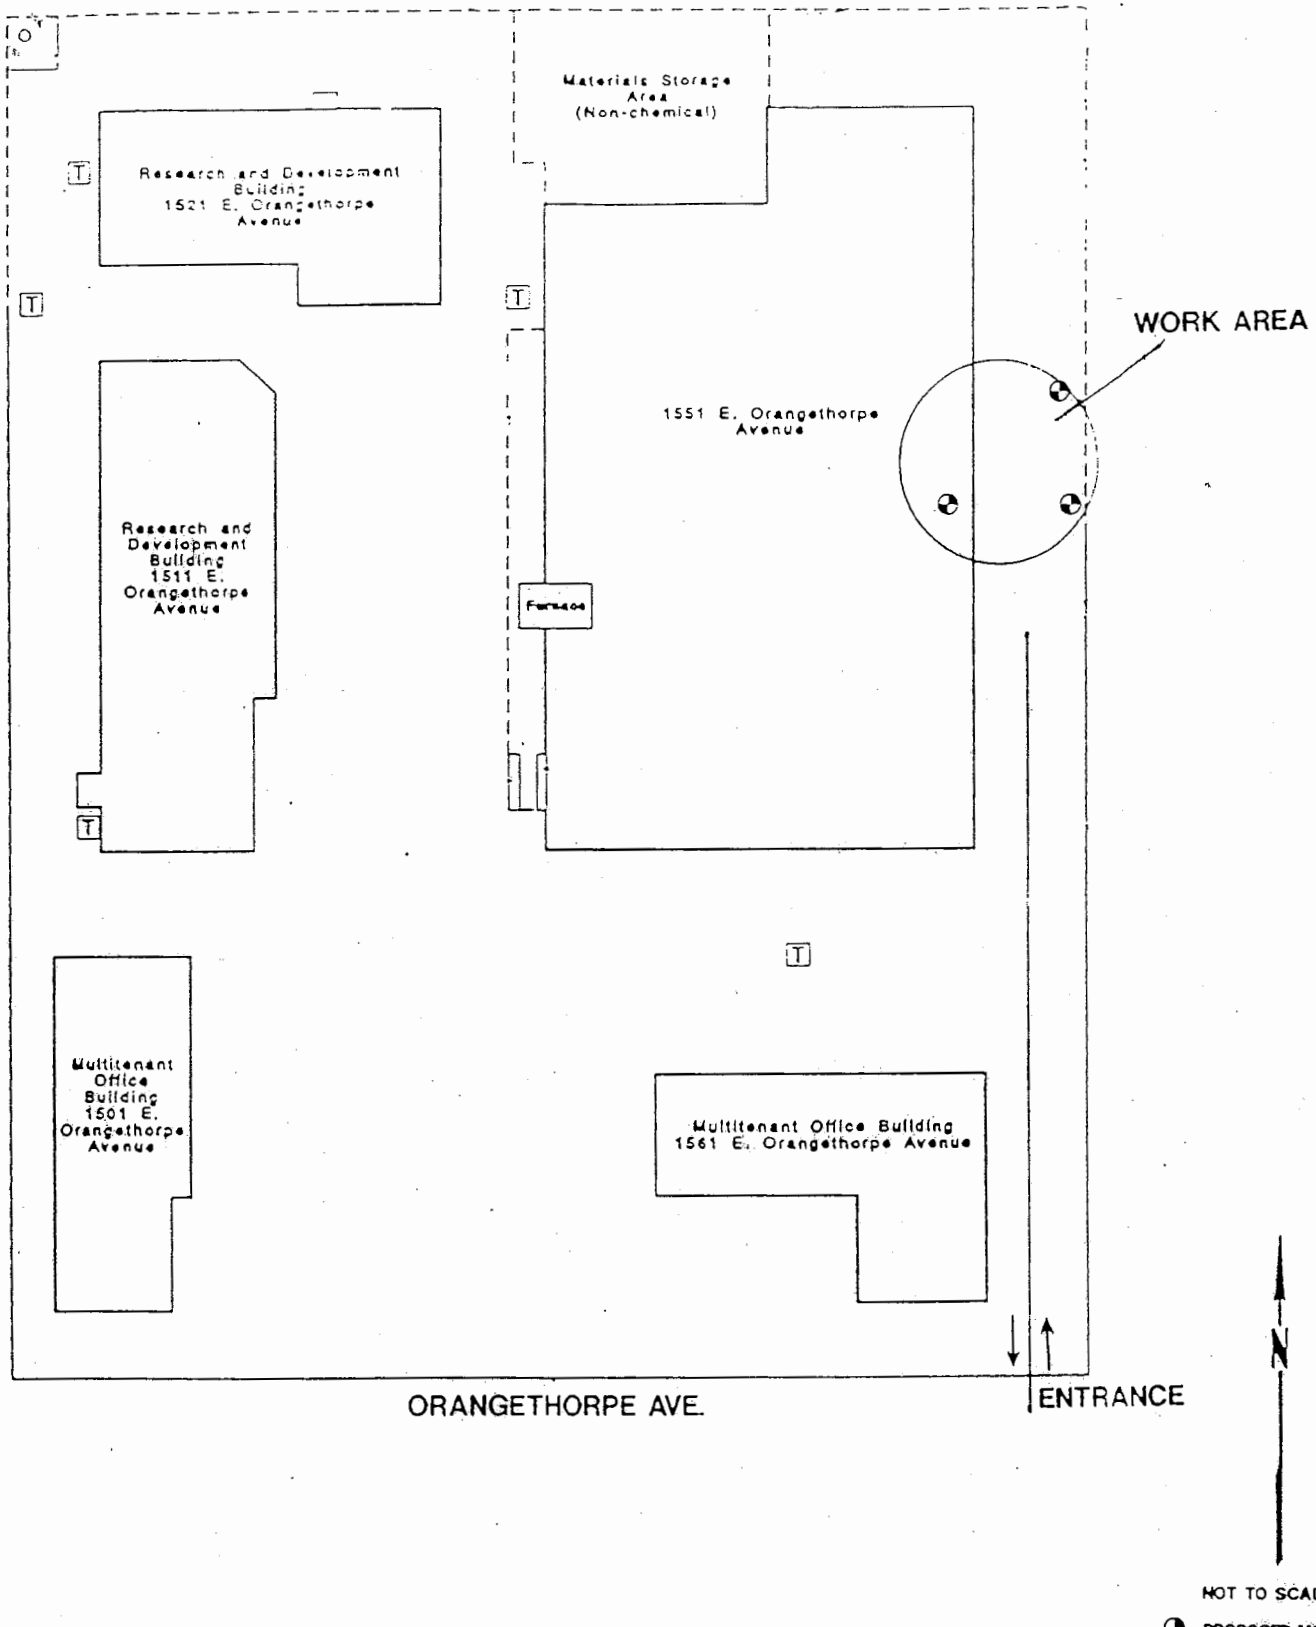 Materials Storage
Area
(Non-chemical)
T
Research and Development
Building
1521 E. Orangethorpe
Avenue
T
T
WORK AREA
1551 E. Orangethorpe
Avenue
Research and
Development
Building
1511 E.
Orangethorpe
Avenue
Furnace
T
T
Multitenant
Office
Building
1501 E.
Orangethorpe
Avenue
Multitenant Office Building
1561 E. Orangethorpe Avenue
N
ORANGETHORPE AVE.
ENTRANCE
NOT TO